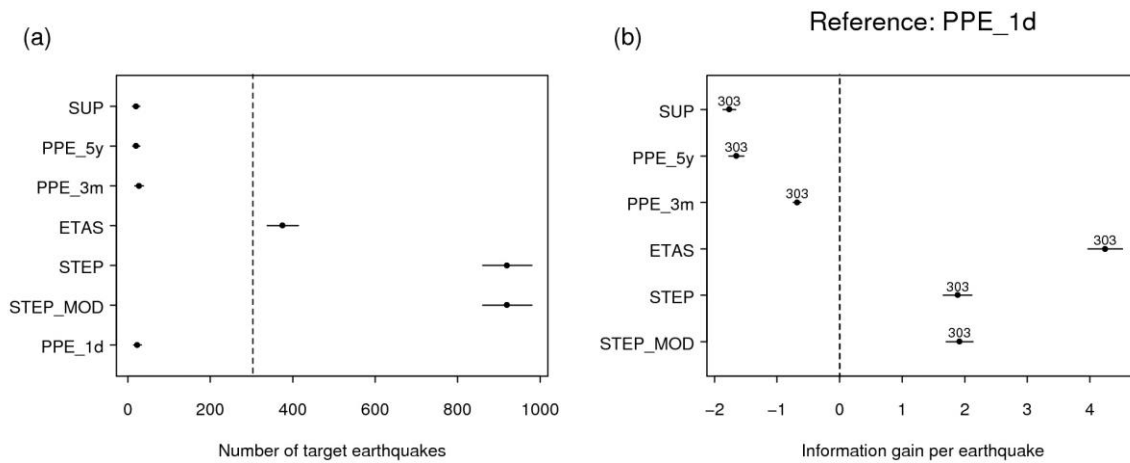 Reference: PPE_1d
(a)
SUP
PPE_5y
PPE_3m
ETAS
STEP
STEP_MOD
PPE_1d
0 200 400 600 800 1000
Number of target earthquakes
(b)
SUP
PPE_5y
PPE_3m
ETAS
STEP
STEP_MOD
303
303
303
303
303
303
−2 −1 0 1 2 3 4
Information gain per earthquake